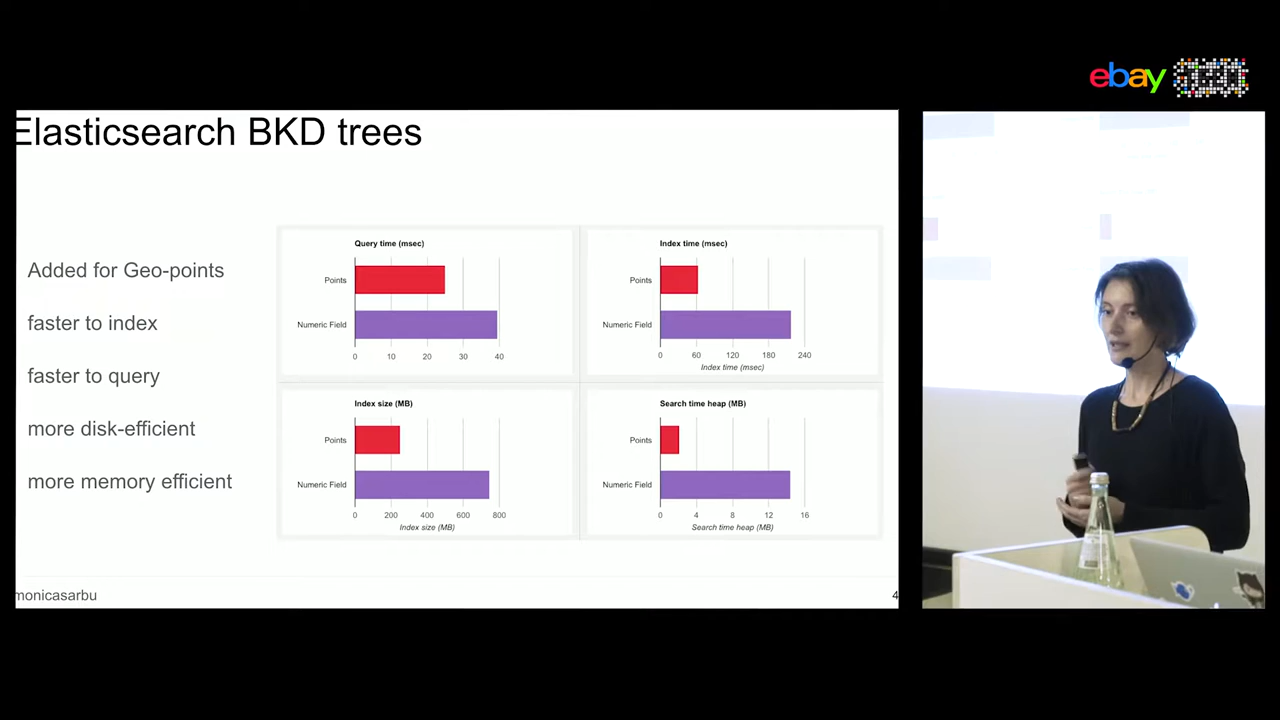 ebay
Elasticsearch BKD trees
Added for Geo-points
faster to index
faster to query
more disk-efficient
more memory efficient
Query time (msec)
Points
Numeric Field
0 10 20 30 40
Index time (msec)
Points
Numeric Field
0 60 120 180 240
Index time (msec)
Index size (MB)
Points
Numeric Field
0 200 400 600 800
Index size (MB)
Search time heap (MB)
Points
Numeric Field
0 4 8 12 16
Search time heap (MB)
monicasarbu
4